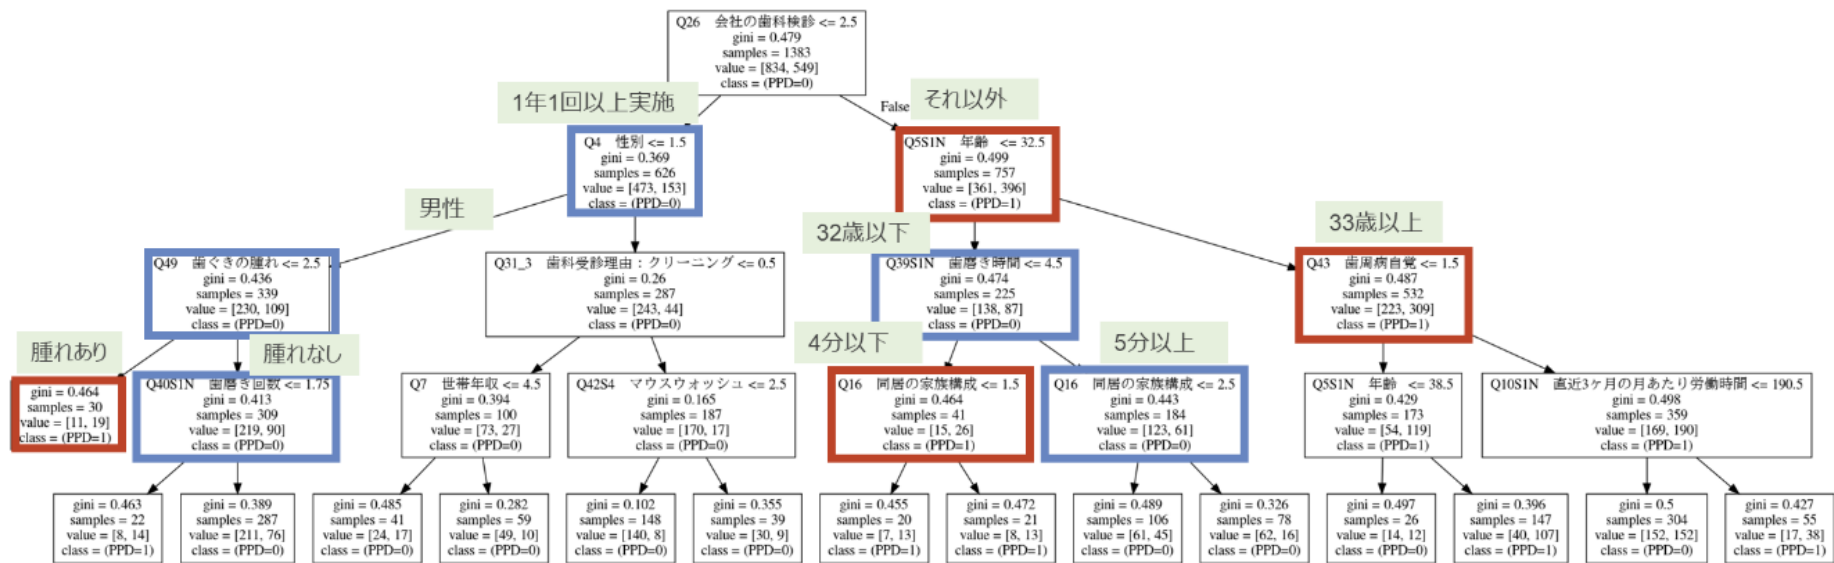 Q26 会社の歯科検診 <= 2.5
gini = 0.479
samples = 1383
value = [834, 549]
class = (PPD=0)
1年1回以上実施
False
それ以外
Q4 性別 <= 1.5
gini = 0.369
samples = 626
value = [473, 153]
class = (PPD=0)
Q5S1N 年齢 <= 32.5
gini = 0.499
samples = 757
value = [361, 396]
class = (PPD=1)
男性
32歳以下
33歳以上
Q49 歯ぐきの腫れ <= 2.5
gini = 0.436
samples = 339
value = [230, 109]
class = (PPD=0)
Q31_3 歯科受診理由：クリーニング <= 0.5
gini = 0.26
samples = 287
value = [243, 44]
class = (PPD=0)
Q39S1N 歯磨き時間 <= 4.5
gini = 0.474
samples = 225
value = [138, 87]
class = (PPD=0)
Q43 歯周病自覚 <= 1.5
gini = 0.487
samples = 532
value = [223, 309]
class = (PPD=1)
腫れあり
腫れなし
4分以下
5分以上
gini = 0.464
samples = 30
value = [11, 19]
class = (PPD=1)
Q40S1N 歯磨き回数 <= 1.75
gini = 0.413
samples = 309
value = [219, 90]
class = (PPD=0)
Q7 世帯年収 <= 4.5
gini = 0.394
samples = 100
value = [73, 27]
class = (PPD=0)
Q42S4 マウスウォッシュ <= 2.5
gini = 0.165
samples = 187
value = [170, 17]
class = (PPD=0)
Q16 同居の家族構成 <= 1.5
gini = 0.464
samples = 41
value = [15, 26]
class = (PPD=1)
Q16 同居の家族構成 <= 2.5
gini = 0.443
samples = 184
value = [123, 61]
class = (PPD=0)
Q5S1N 年齢 <= 38.5
gini = 0.429
samples = 173
value = [54, 119]
class = (PPD=1)
Q10S1N 直近3ヶ月の月あたり労働時間 <= 190.5
gini = 0.498
samples = 359
value = [169, 190]
class = (PPD=1)
gini = 0.463
samples = 22
value = [8, 14]
class = (PPD=1)
gini = 0.389
samples = 287
value = [211, 76]
class = (PPD=0)
gini = 0.485
samples = 41
value = [24, 17]
class = (PPD=0)
gini = 0.282
samples = 59
value = [49, 10]
class = (PPD=0)
gini = 0.102
samples = 148
value = [140, 8]
class = (PPD=0)
gini = 0.355
samples = 39
value = [30, 9]
class = (PPD=0)
gini = 0.455
samples = 20
value = [7, 13]
class = (PPD=1)
gini = 0.472
samples = 21
value = [8, 13]
class = (PPD=1)
gini = 0.489
samples = 106
value = [61, 45]
class = (PPD=0)
gini = 0.326
samples = 78
value = [62, 16]
class = (PPD=0)
gini = 0.497
samples = 26
value = [14, 12]
class = (PPD=0)
gini = 0.396
samples = 147
value = [40, 107]
class = (PPD=1)
gini = 0.5
samples = 304
value = [152, 152]
class = (PPD=0)
gini = 0.427
samples = 55
value = [17, 38]
class = (PPD=1)